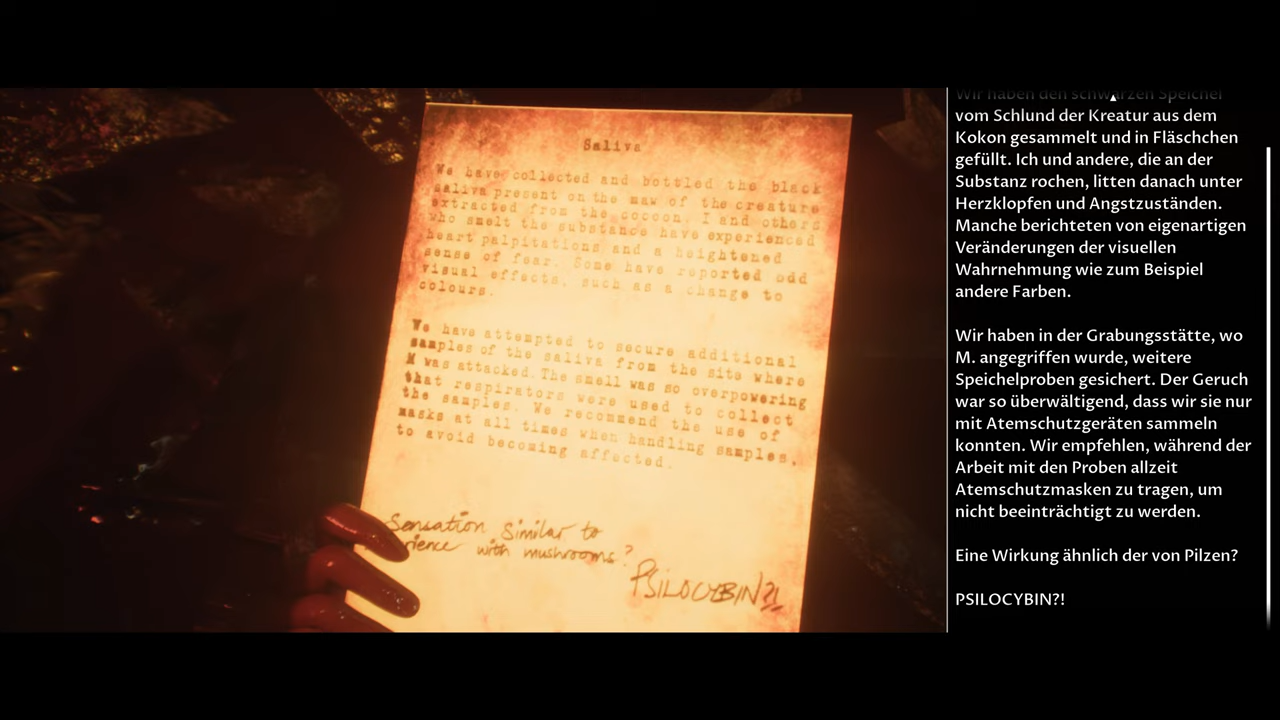 Saliva
We have collected and bottled the black
saliva present on the maw of the creature
extracted from the cocoon. I and others
who smelt the substance have experienced
heart palpitations and a heightened
sense of fear. Some have reported odd
visual effects, such as a change to
colours.
We have attempted to secure additional
samples of the saliva from the site where
M was attacked. The smell was so overpowering
that respirators were used to collect
the samples. We recommend the use of
masks at all times when handling samples,
to avoid becoming affected.
Sensation Similar to
rience with mushrooms?
PSILOCYBIN?!
Wir haben den schwarzen Speichel
vom Schlund der Kreatur aus dem
Kokon gesammelt und in Fläschchen
gefüllt. Ich und andere, die an der
Substanz rochen, litten danach unter
Herzklopfen und Angstzuständen.
Manche berichteten von eigenartigen
Veränderungen der visuellen
Wahrnehmung wie zum Beispiel
andere Farben.
Wir haben in der Grabungsstätte, wo
M. angegriffen wurde, weitere
Speichelproben gesichert. Der Geruch
war so überwältigend, dass wir sie nur
mit Atemschutzgeräten sammeln
konnten. Wir empfehlen, während der
Arbeit mit den Proben allzeit
Atemschutzmasken zu tragen, um
nicht beeinträchtigt zu werden.
Eine Wirkung ähnlich der von Pilzen?
PSILOCYBIN?!